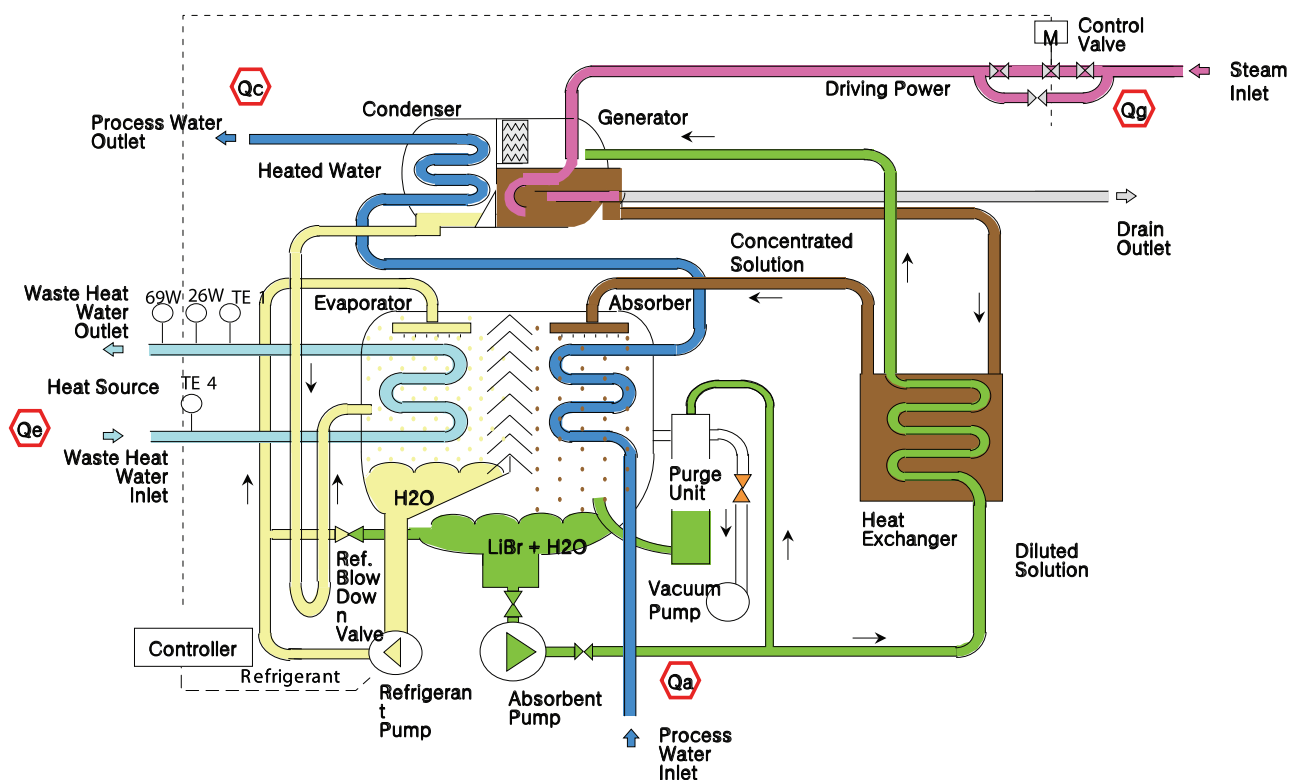 Control
Valve
M
Qc
Steam
Inlet
Driving Power
Qg
Condenser
Generator
Process Water
Outlet
Heated Water
Drain
Outlet
Concentrated
Solution
Waste Heat
Water
Outlet
69W
26W
TE 1
Evaporator
Absorber
Heat Source
TE 4
Qe
Waste Heat
Water
Inlet
H2O
Purge
Unit
LiBr + H2O
Heat
Exchanger
Diluted
Solution
Ref.
Blow
Dow
n
Valve
Vacuum
Pump
Controller
Refrigerant
Qa
Refrigeran
t
Pump
Absorbent
Pump
Process
Water
Inlet